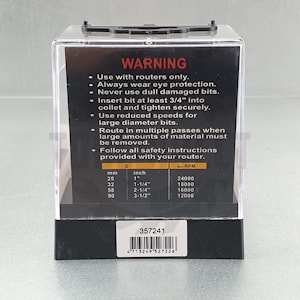 WARNING
• Use with routers only.
• Always wear eye protection.
• Never use dull damaged bits.
• Insert bit at least 3/4" into
collet and tighten securely.
• Use reduced speeds for
large diameter bits.
• Route in multiple passes when
large amounts of material must
be removed.
• Follow all safety instructions
provided with your router.
mm inch
25 1" 24000
32 1-1/4" 18000
58 2-1/4" 16000
90 3-1/2" 12000
357241